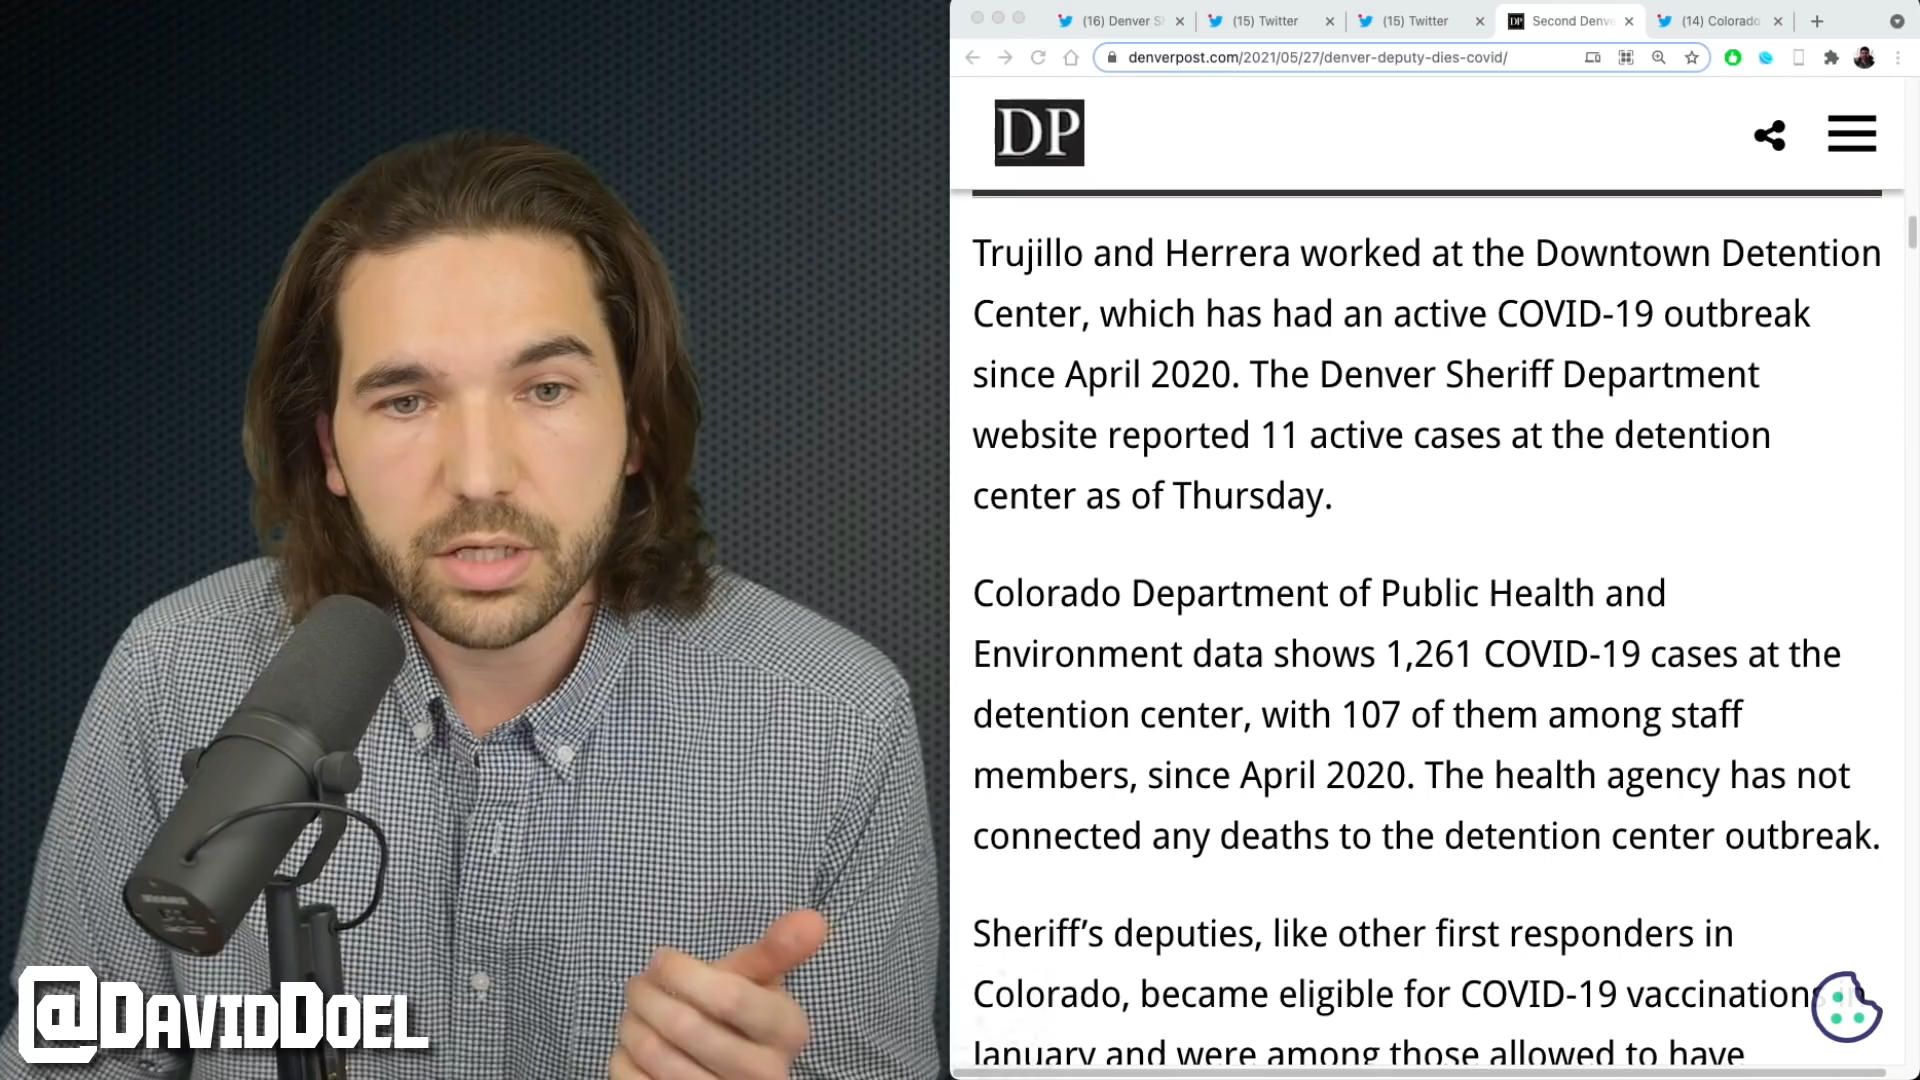 (16) Denver S
(15) Twitter
(15) Twitter
DP Second Denve
(14) Colorado
denverpost.com/2021/05/27/denver-deputy-dies-covid/
DP
Trujillo and Herrera worked at the Downtown Detention
Center, which has had an active COVID-19 outbreak
since April 2020. The Denver Sheriff Department
website reported 11 active cases at the detention
center as of Thursday.
Colorado Department of Public Health and
Environment data shows 1,261 COVID-19 cases at the
detention center, with 107 of them among staff
members, since April 2020. The health agency has not
connected any deaths to the detention center outbreak.
Sheriff’s deputies, like other first responders in
Colorado, became eligible for COVID-19 vaccinations in
January and were among those allowed to have
@DAVIDDOEL